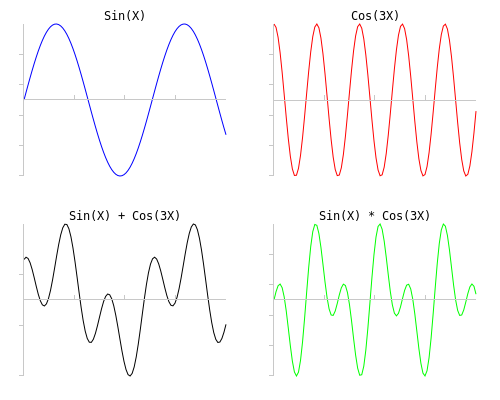 Sin(X)
Cos(3X)
Sin(X) + Cos(3X)
Sin(X) * Cos(3X)